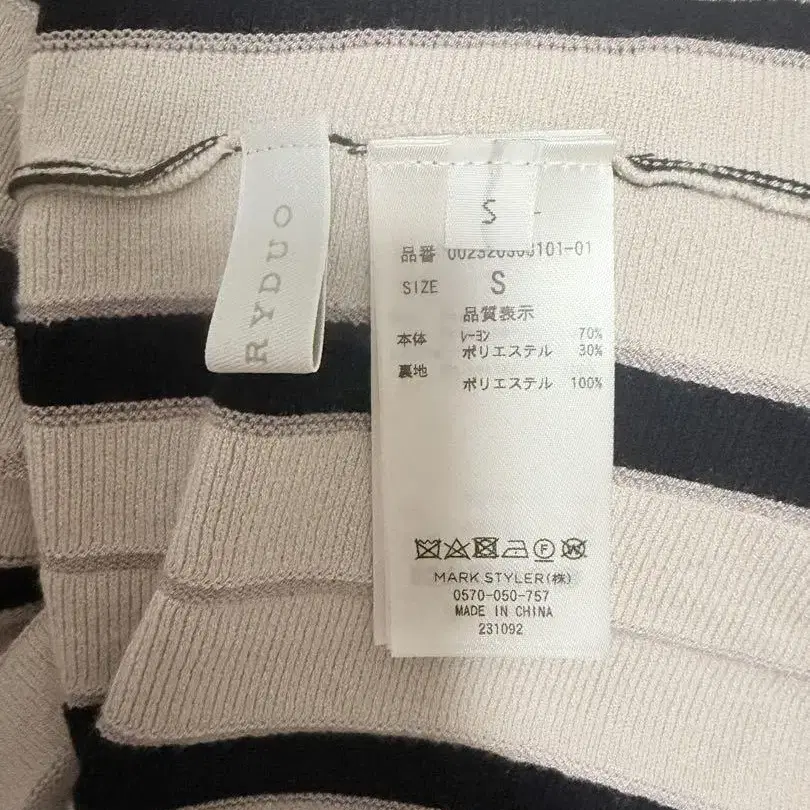 RYDUO
S
品番 002320303101-01
SIZE S
品質表示
本体 ﾚｰﾖﾝ 70%
ポリエステル 30%
裏地 ポリエステル 100%
F
W
MARK STYLER(株)
0570-050-757
MADE IN CHINA
231092